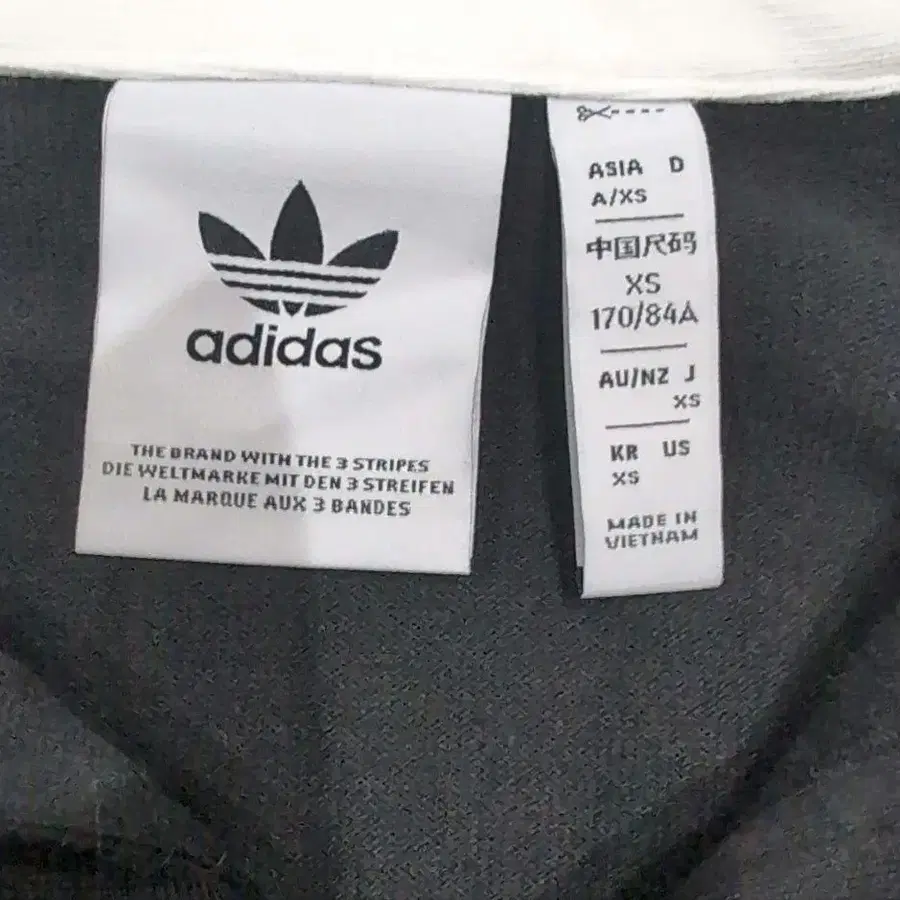 adidas
THE BRAND WITH THE 3 STRIPES
DIE WELTMARKE MIT DEN 3 STREIFEN
LA MARQUE AUX 3 BANDES
ASIA D
A/XS
中国尺码
XS
170/84A
AU/NZ J
XS
KR US
XS
MADE IN
VIETNAM